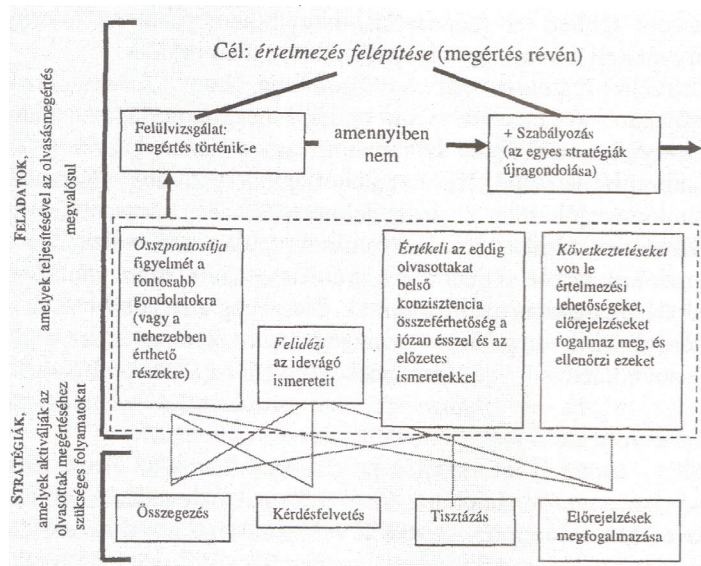 Cél: értelmezés felépítése (megértés révén)
Felülvizsgálat:
megértés történik-e
amennyiben
nem
+ Szabályozás
(az egyes stratégiák
újragondolása)
FELADATOK,
amelyek teljesítésével az olvasásmegértés
megvalósul
Összpontosítja
figyelmét a
fontosabb
gondolatokra
(vagy a
nehezebben
érthető
részekre)
Felidézi
az idevágó
ismereteit
Értékeli az eddig
olvasottakat
belső
konzisztencia
összeférhetőség a
józan ésszel és az
előzetes
ismeretekkel
Következtetéseket
von le
értelmezési
lehetőségeket,
előrejelzéseket
fogalmaz meg, és
ellenőrzi ezeket
STRATÉGIÁK,
amelyek aktiválják az
olvasottak megértéséhez
szükséges folyamatokat
Összegezés
Kérdésfelvetés
Tisztázás
Előrejelzések
megfogalmazása